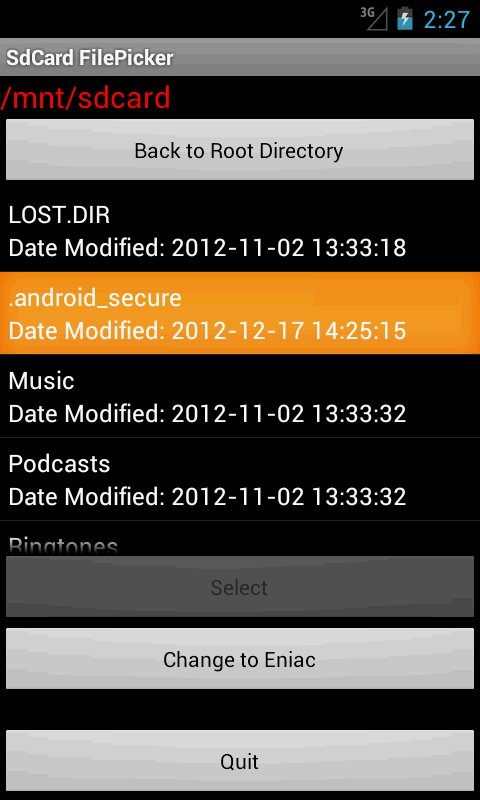 3G 2:27
SdCard FilePicker
/mnt/sdcard
Back to Root Directory
LOST.DIR
Date Modified: 2012-11-02 13:33:18
.android_secure
Date Modified: 2012-12-17 14:25:15
Music
Date Modified: 2012-11-02 13:33:32
Podcasts
Date Modified: 2012-11-02 13:33:32
Ringtones
Select
Change to Eniac
Quit